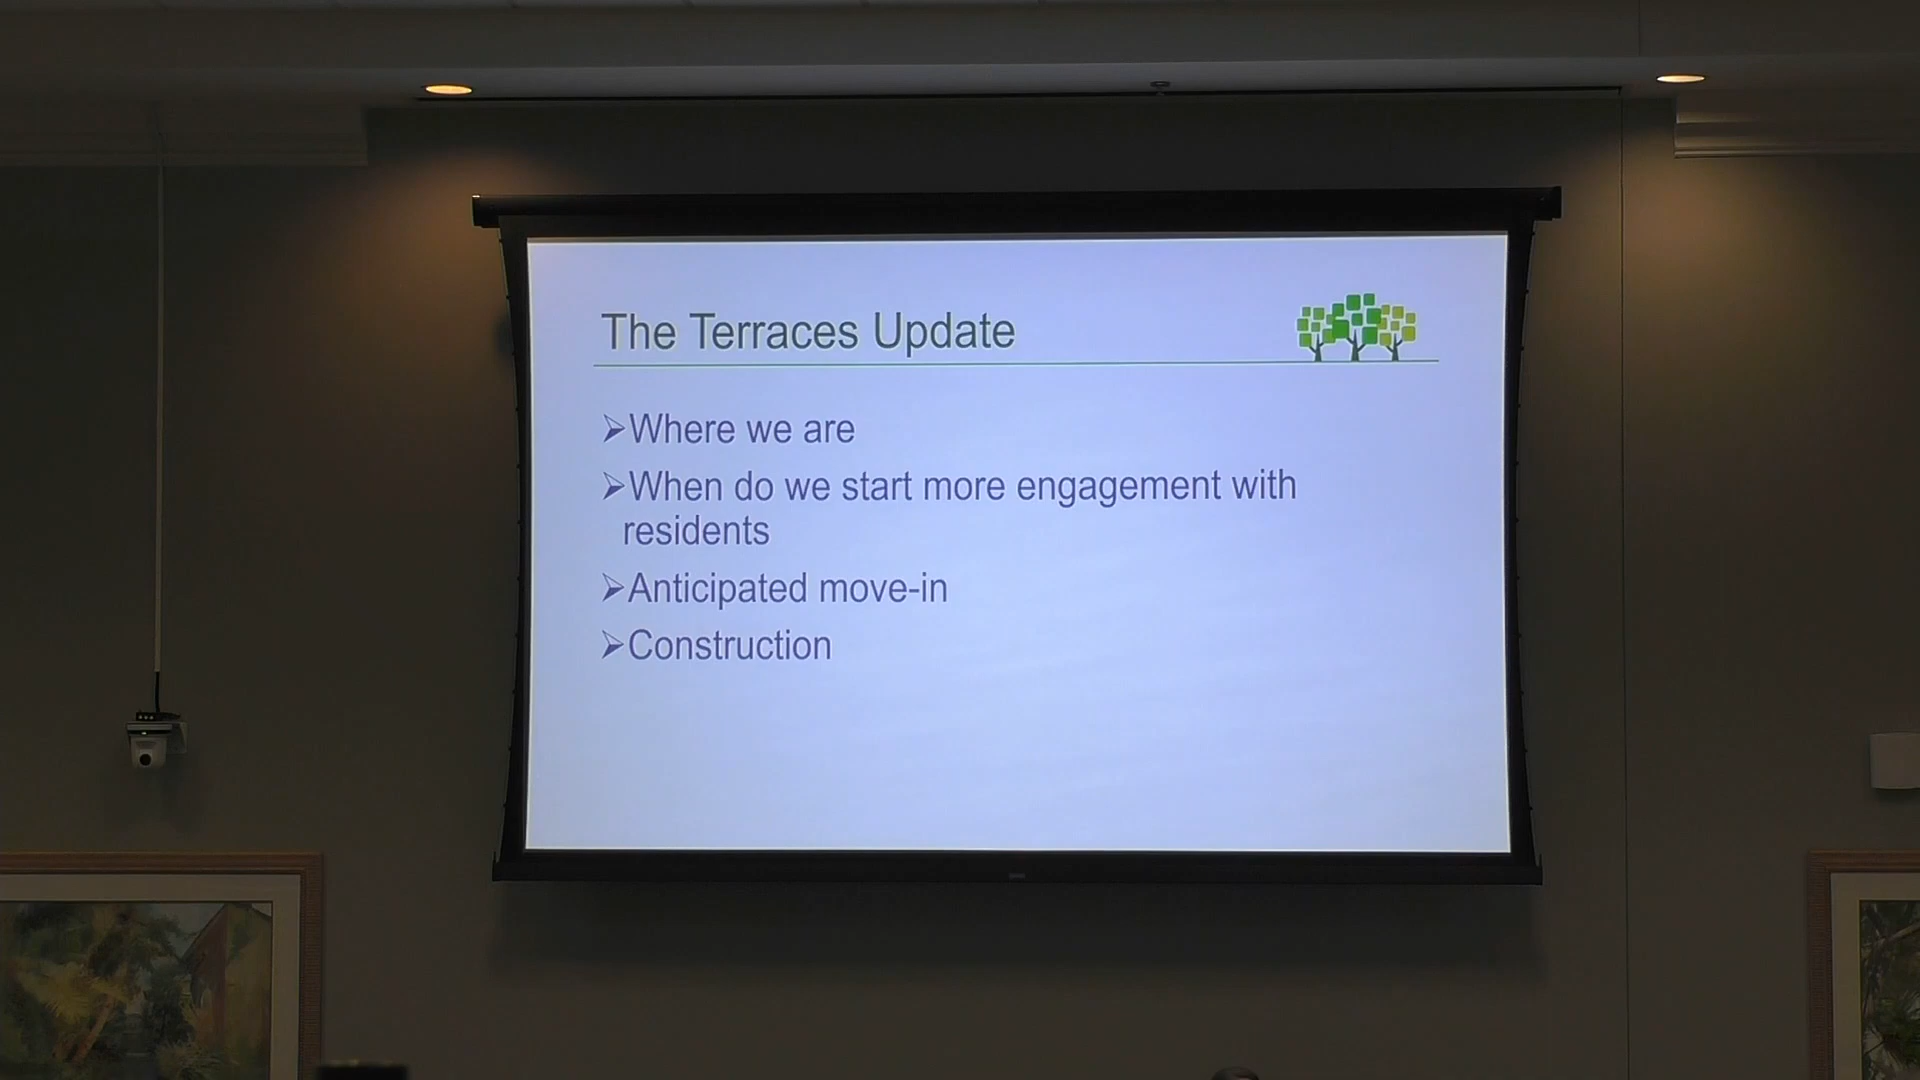 The Terraces Update
➢Where we are
➢When do we start more engagement with
residents
➢Anticipated move-in
➢Construction